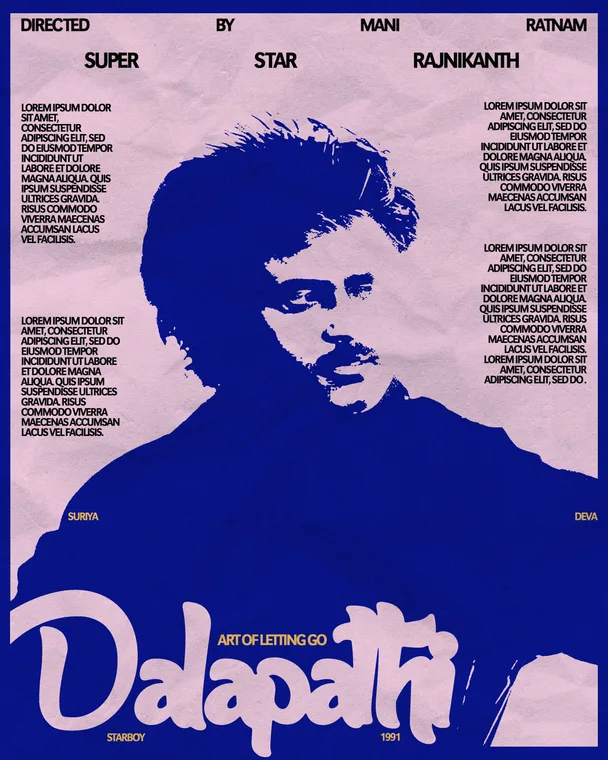 DIRECTED BY MANI RATNAM
SUPER STAR RAJNIKANTH
LOREM IPSUM DOLOR
SIT AMET,
CONSECTETUR
ADIPISCING ELIT, SED
DO EIUSMOD TEMPOR
INCIDIDUNT UT
LABORE ET DOLORE
MAGNA ALIQUA. QUIS
IPSUM SUSPENDISSE
ULTRICES GRAVIDA.
RISUS COMMODO
VIVERRA MAECENAS
ACCUMSAN LACUS
VEL FACILISIS.
LOREM IPSUM DOLOR SIT
AMET, CONSECTETUR
ADIPISCING ELIT, SED DO
EIUSMOD TEMPOR
INCIDIDUNT UT LABORE
ET DOLORE MAGNA
ALIQUA. QUIS IPSUM
SUSPENDISSE ULTRICES
GRAVIDA. RISUS
COMMODO VIVERRA
MAECENAS ACCUMSAN
LACUS VEL FACILISIS.
LOREM IPSUM DOLOR SIT
AMET, CONSECTETUR
ADIPISCING ELIT, SED DO
EIUSMOD TEMPOR
INCIDIDUNT UT LABORE ET
DOLORE MAGNA ALIQUA.
QUIS IPSUM SUSPENDISSE
ULTRICES GRAVIDA. RISUS
COMMODO VIVERRA
MAECENAS ACCUMSAN
LACUS VEL FACILISIS.
LOREM IPSUM DOLOR SIT
AMET, CONSECTETUR
ADIPISCING ELIT, SED DO
EIUSMOD TEMPOR
INCIDIDUNT UT LABORE ET
DOLORE MAGNA ALIQUA.
QUIS IPSUM SUSPENDISSE
ULTRICES GRAVIDA. RISUS
COMMODO VIVERRA
MAECENAS ACCUMSAN
LACUS VEL FACILISIS.
LOREM IPSUM DOLOR SIT
AMET, CONSECTETUR
ADIPISCING ELIT, SED DO .
SURIYA
DEVA
ART OF LETTING GO
Dalapathi
STARBOY
1991